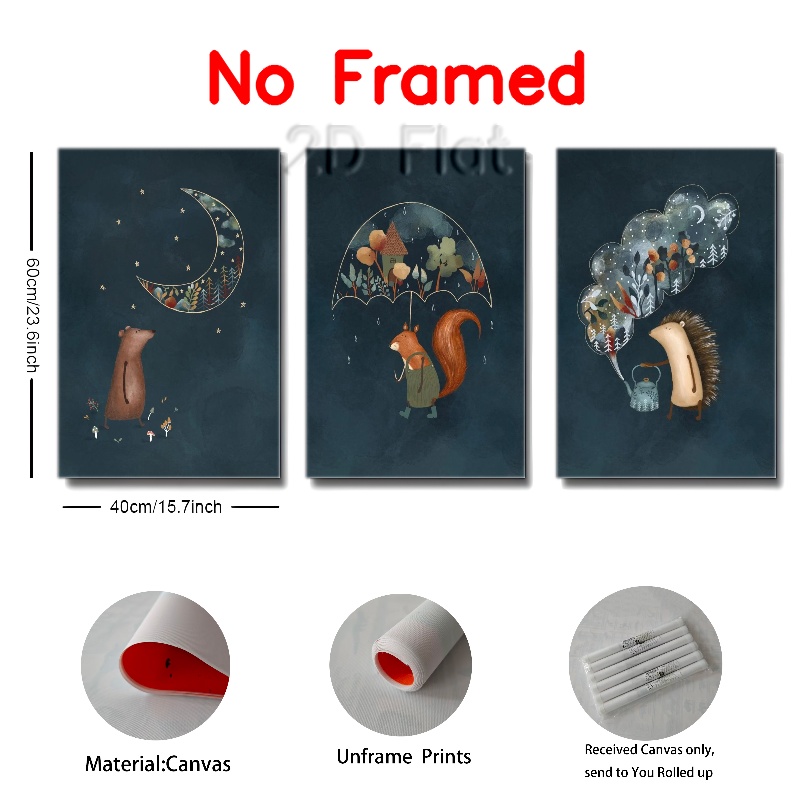 No Framed
2D Flat
60cm/23.6inch
40cm/15.7inch
Material:Canvas
Unframe Prints
Received Canvas only,
send to You Rolled up